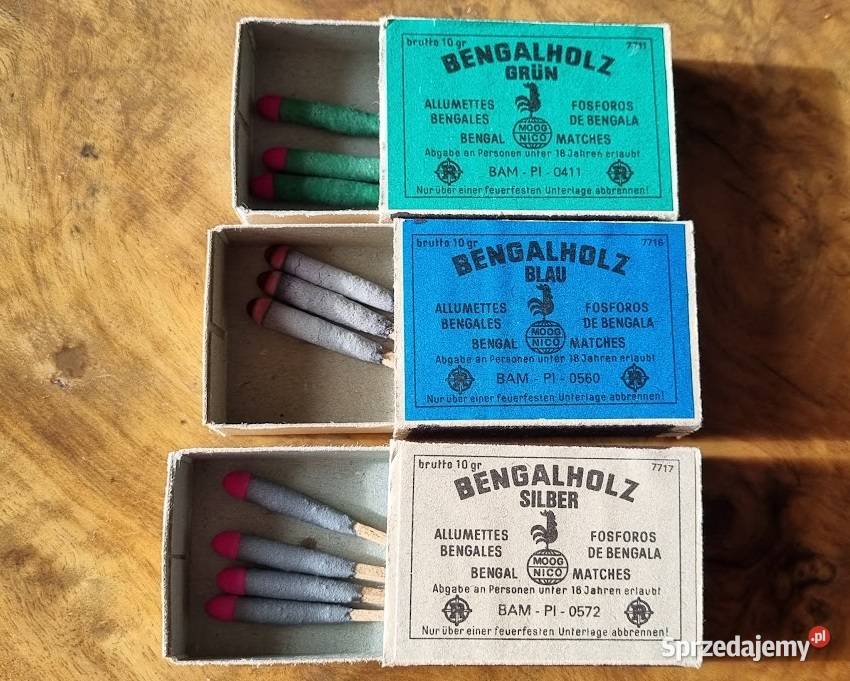 brutto 10 gr 7711
BENGALHOLZ
GRÜN
ALLUMETTES FOSFOROS
BENGALES DE BENGALA
MOOG
BENGAL NICO MATCHES
Abgabe an Personen unter 18 Jahren erlaubt
R BAM - PI - 0411 R
Nur über einer feuerfesten Unterlage abbrennen!
brutto 10 gr 7716
BENGALHOLZ
BLAU
ALLUMETTES FOSFOROS
BENGALES DE BENGALA
MOOG
BENGAL NICO MATCHES
Abgabe an Personen unter 18 Jahren erlaubt
R BAM - PI - 0560 R
Nur über einer feuerfesten Unterlage abbrennen!
brutto 10 gr 7717
BENGALHOLZ
SILBER
ALLUMETTES FOSFOROS
BENGALES DE BENGALA
MOOG
BENGAL NICO MATCHES
Abgabe an Personen unter 18 Jahren erlaubt
R BAM - PI - 0572 R
Nur über einer feuerfesten Unterlage abbrennen!
Sprzedajemy.pl